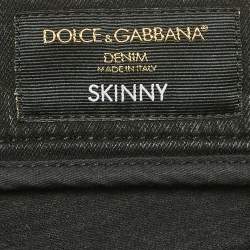 DOLCE & GABBANA
DENIM
MADE IN ITALY
SKINNY